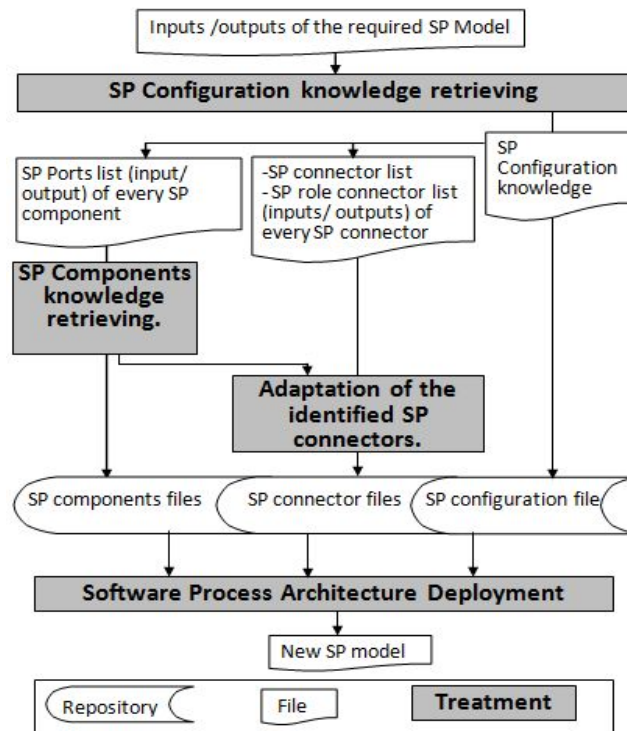 Inputs /outputs of the required SP Model
SP Configuration knowledge retrieving
SP Ports list (input/
output) of every SP
component
-SP connector list
- SP role connector list
(inputs/ outputs) of
every SP connector
SP
Configuration
knowledge
SP Components
knowledge
retrieving.
Adaptation of the
identified SP
connectors.
SP components files
SP connector files
SP configuration file
Software Process Architecture Deployment
New SP model
Repository
File
Treatment